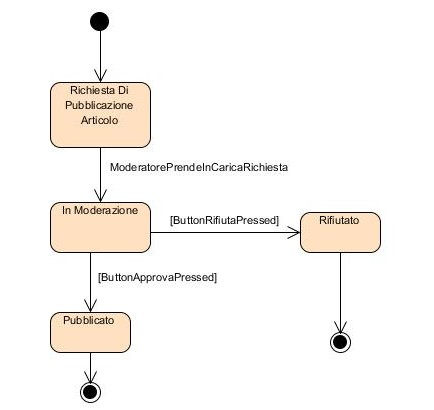 Richiesta Di
Pubblicazione
Articolo
ModeratorePrendeInCaricaRichiesta
In Moderazione
[ButtonRifiutaPressed]
Rifiutato
[ButtonApprovaPressed]
Pubblicato